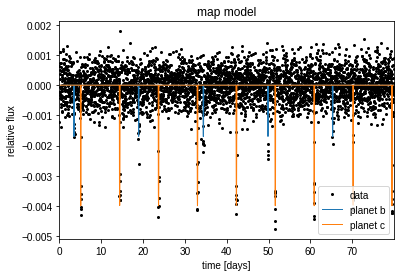 map model
relative flux
0.002
0.001
0.000
−0.001
−0.002
−0.003
−0.004
−0.005
data
planet b
planet c
0 10 20 30 40 50 60 70
time [days]